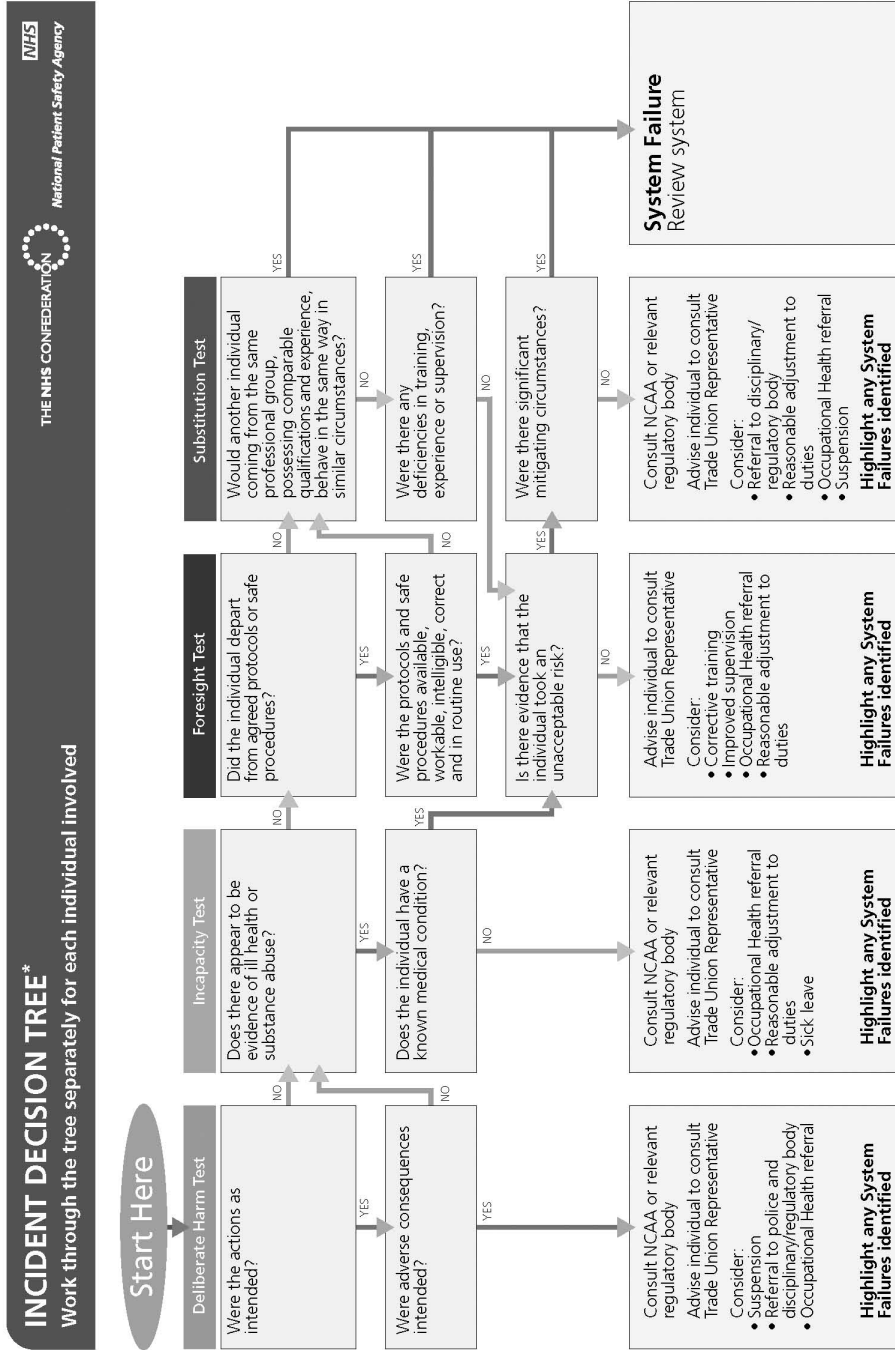 INCIDENT DECISION TREE*
Work through the tree separately for each individual involved
THE NHS CONFEDERATION
NHS
National Patient Safety Agency
Start Here
Deliberate Harm Test
Were the actions as
intended?
NO
YES
Were adverse consequences
intended?
NO
YES
Consult NCAA or relevant
regulatory body
Advise individual to consult
Trade Union Representative
Consider:
• Suspension
• Referral to police and
disciplinary/regulatory body
• Occupational Health referral
Highlight any System
Failures identified
Incapacity Test
Does there appear to be
evidence of ill health or
substance abuse?
NO
YES
Does the individual have a
known medical condition?
YES
NO
Consult NCAA or relevant
regulatory body
Advise individual to consult
Trade Union Representative
Consider:
• Occupational Health referral
• Reasonable adjustment to
duties
• Sick leave
Highlight any System
Failures identified
Foresight Test
Did the individual depart
from agreed protocols or safe
procedures?
NO
YES
Were the protocols and safe
procedures available,
workable, intelligible, correct
and in routine use?
NO
YES
Is there evidence that the
individual took an
unacceptable risk?
YES
NO
Advise individual to consult
Trade Union Representative
Consider:
• Corrective training
• Improved supervision
• Occupational Health referral
• Reasonable adjustment to
duties
Highlight any System
Failures identified
Substitution Test
Would another individual
coming from the same
professional group,
possessing comparable
qualifications and experience,
behave in the same way in
similar circumstances?
YES
NO
Were there any
deficiencies in training,
experience or supervision?
YES
NO
Were there significant
mitigating circumstances?
YES
NO
Consult NCAA or relevant
regulatory body
Advise individual to consult
Trade Union Representative
Consider:
• Referral to disciplinary/
regulatory body
• Reasonable adjustment to
duties
• Occupational Health referral
• Suspension
Highlight any System
Failures identified
System Failure
Review system